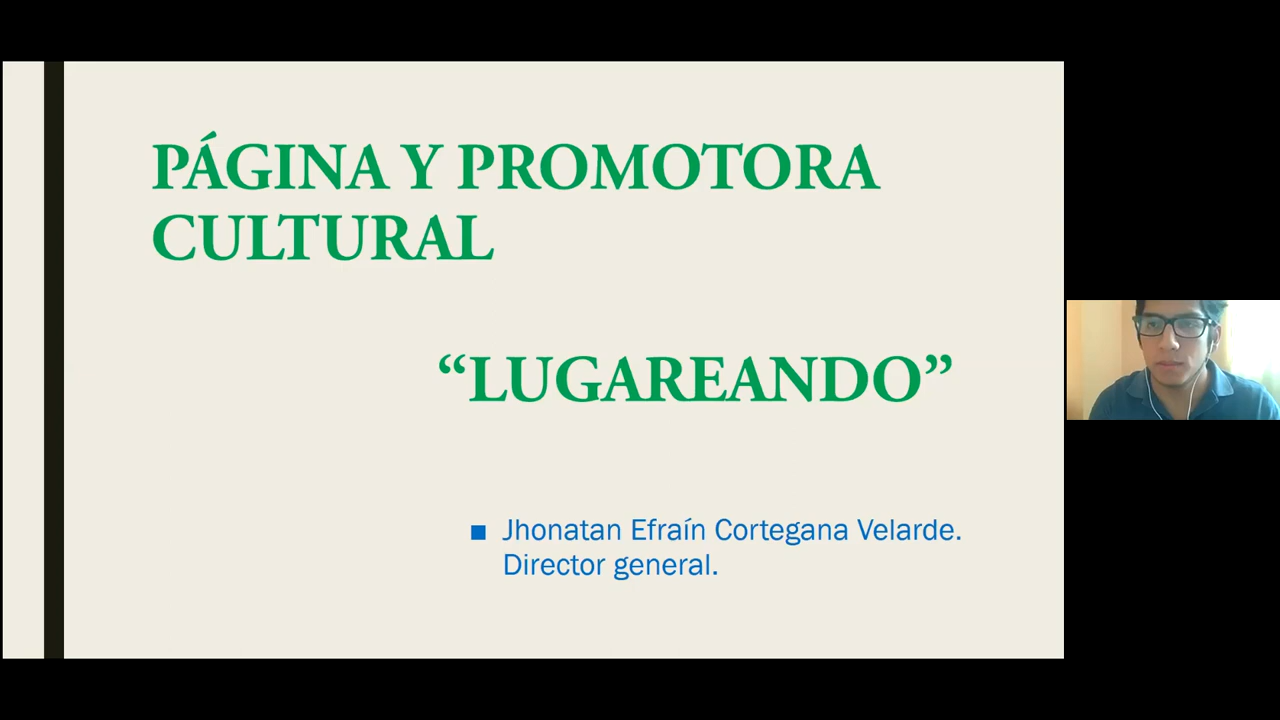 PÁGINA Y PROMOTORA
CULTURAL
“LUGAREANDO”
■ Jhonatan Efraín Cortegana Velarde.
Director general.